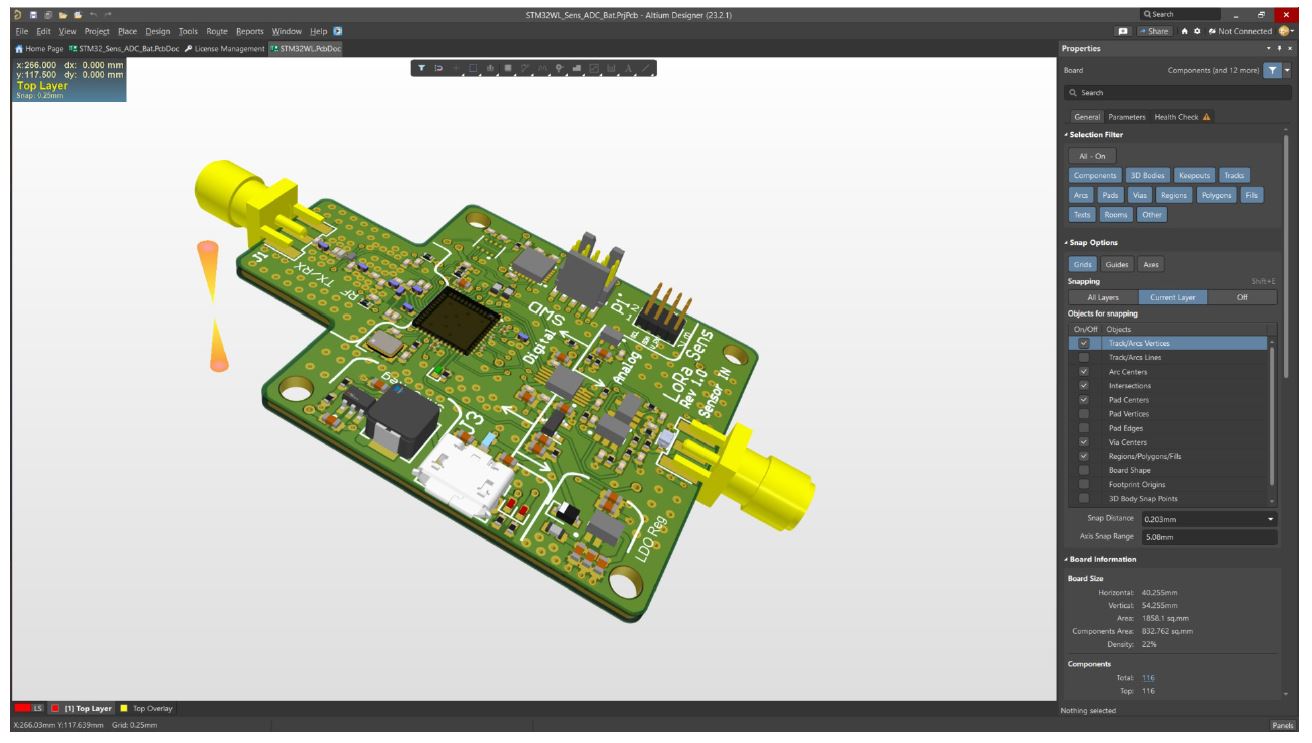 STM32WL_Sens_ADC_Bat.PrjPcb - Altium Designer (23.2.1)
Search
File Edit View Project Place Design Tools Route Reports Window Help
Share
Not Connected
Home Page STM32_Sens_ADC_Bat.PcbDoc License Management STM32WL.PcbDoc
x:266.000 dx: 0.000 mm
y:117.500 dy: 0.000 mm
Top Layer
Snap: 0.25mm
J1
TX/RX
RF
SMD
Digital
Analog
P1
1 2
LoRa Sens
Rev 1.0
Sensor IN
J3
LDO Reg
Properties
Board Components (and 12 more)
Search
General Parameters Health Check
Selection Filter
All - On
Components 3D Bodies Keepouts Tracks
Arcs Pads Vias Regions Polygons Fills
Texts Rooms Other
Snap Options
Grids Guides Axes
Snapping Shift+E
All Layers Current Layer Off
Objects for snapping
On/Off Objects
Track/Arcs Vertices
Track/Arcs Lines
Arc Centers
Intersections
Pad Centers
Pad Vertices
Pad Edges
Via Centers
Regions/Polygons/Fills
Board Shape
Footprint Origins
3D Body Snap Points
Snap Distance 0.203mm
Axis Snap Range 5.08mm
Board Information
Board Size
Horizontal: 40.255mm
Vertical: 54.255mm
Area: 1858.1 sq.mm
Components Area: 832.762 sq.mm
Density: 22%
Components
Total: 116
Top: 116
Nothing selected
LS [1] Top Layer Top Overlay
X:266.03mm Y:117.639mm Grid: 0.25mm
Panels